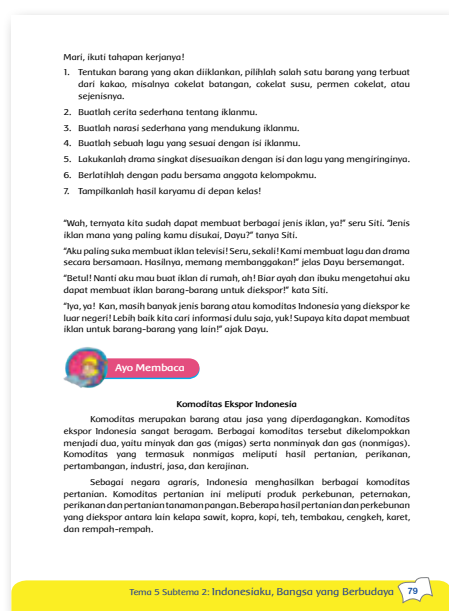 Mari, ikuti tahapan kerjanya!
1. Tentukan barang yang akan diiklankan, pilihlah salah satu barang yang terbuat
dari kakao, misalnya cokelat batangan, cokelat susu, permen cokelat, atau
sejenisnya.
2. Buatlah cerita sederhana tentang iklanmu.
3. Buatlah narasi sederhana yang mendukung iklanmu.
4. Buatlah sebuah lagu yang sesuai dengan isi iklanmu.
5. Lakukanlah drama singkat disesuaikan dengan isi dan lagu yang mengiringinya.
6. Berlatihlah dengan padu bersama anggota kelompokmu.
7. Tampilkanlah hasil karyamu di depan kelas!
“Wah, ternyata kita sudah dapat membuat berbagai jenis iklan, ya!” seru Siti. “Jenis
iklan mana yang paling kamu disukai, Dayu?” tanya Siti.
“Aku paling suka membuat iklan televisi! Seru, sekali! Kami membuat lagu dan drama
secara bersamaan. Hasilnya, memang membanggakan!” jelas Dayu bersemangat.
“Betul! Nanti aku mau buat iklan di rumah, ah! Biar ayah dan ibuku mengetahui aku
dapat membuat iklan barang-barang untuk diekspor!” kata Siti.
“Iya, ya! Kan, masih banyak jenis barang atau komoditas Indonesia yang diekspor ke
luar negeri! Lebih baik kita cari informasi dulu saja, yuk! Supaya kita dapat membuat
iklan untuk barang-barang yang lain!” ajak Dayu.
Ayo Membaca
Komoditas Ekspor Indonesia
Komoditas merupakan barang atau jasa yang diperdagangkan. Komoditas
ekspor Indonesia sangat beragam. Berbagai komoditas tersebut dikelompokkan
menjadi dua, yaitu minyak dan gas (migas) serta nonminyak dan gas (nonmigas).
Komoditas yang termasuk nonmigas meliputi hasil pertanian, perikanan,
pertambangan, industri, jasa, dan kerajinan.
Sebagai negara agraris, Indonesia menghasilkan berbagai komoditas
pertanian. Komoditas pertanian ini meliputi produk perkebunan, peternakan,
perikanan dan pertanian tanaman pangan. Beberapa hasil pertanian dan perkebunan
yang diekspor antara lain kelapa sawit, kopra, kopi, teh, tembakau, cengkeh, karet,
dan rempah-rempah.
Tema 5 Subtema 2: Indonesiaku, Bangsa yang Berbudaya 79